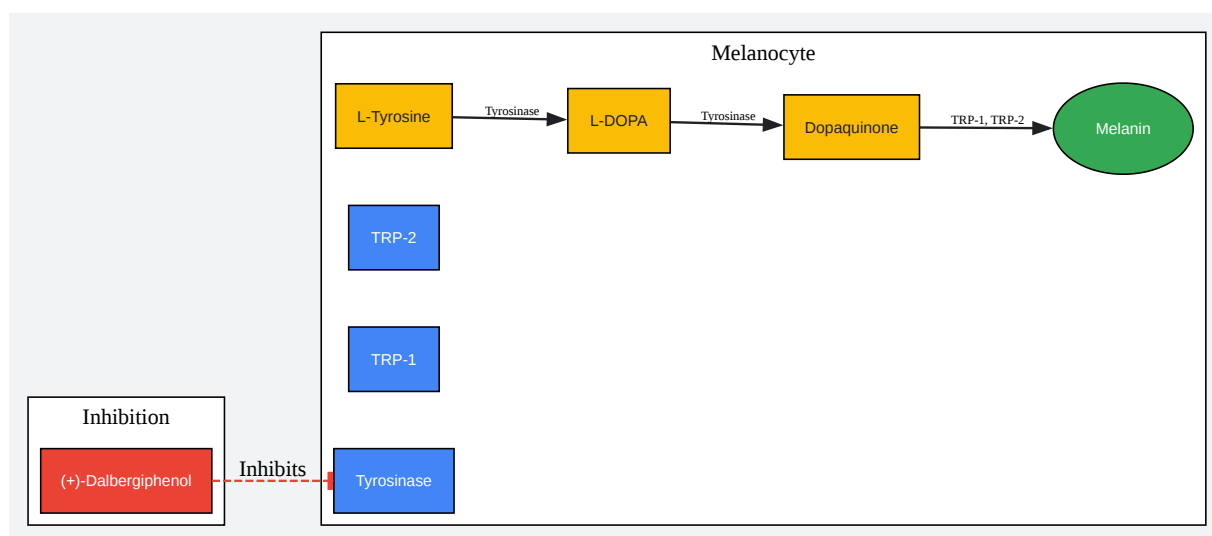 Melanocyte
L-Tyrosine
Tyrosinase
L-DOPA
Tyrosinase
Dopaquinone
TRP-1, TRP-2
Melanin
TRP-2
TRP-1
Inhibition
(+)-Dalbergiphenol
Inhibits
Tyrosinase